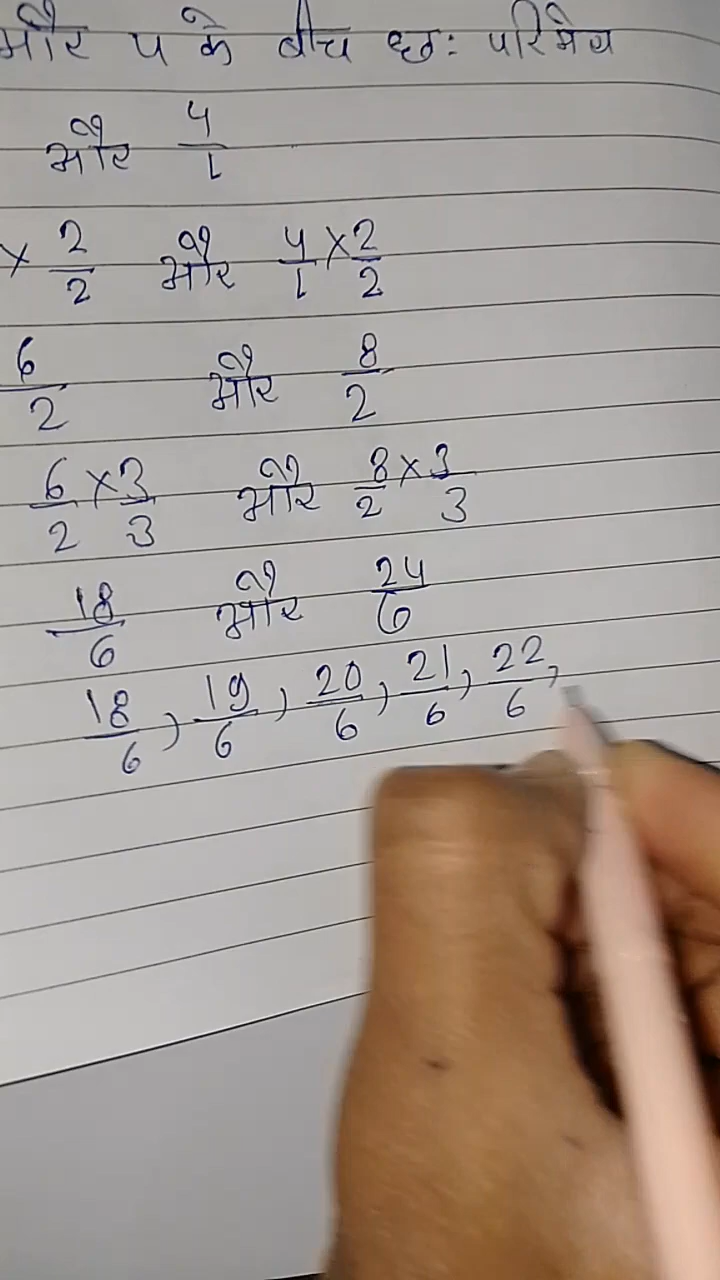 और 4 के बीच छः परिमेय
और 4/1
× 2/2 और 4/1 × 2/2
6/2 और 8/2
6/2 × 3/3 और 8/2 × 3/3
18/6 और 24/6
18/6, 19/6, 20/6, 21/6, 22/6,